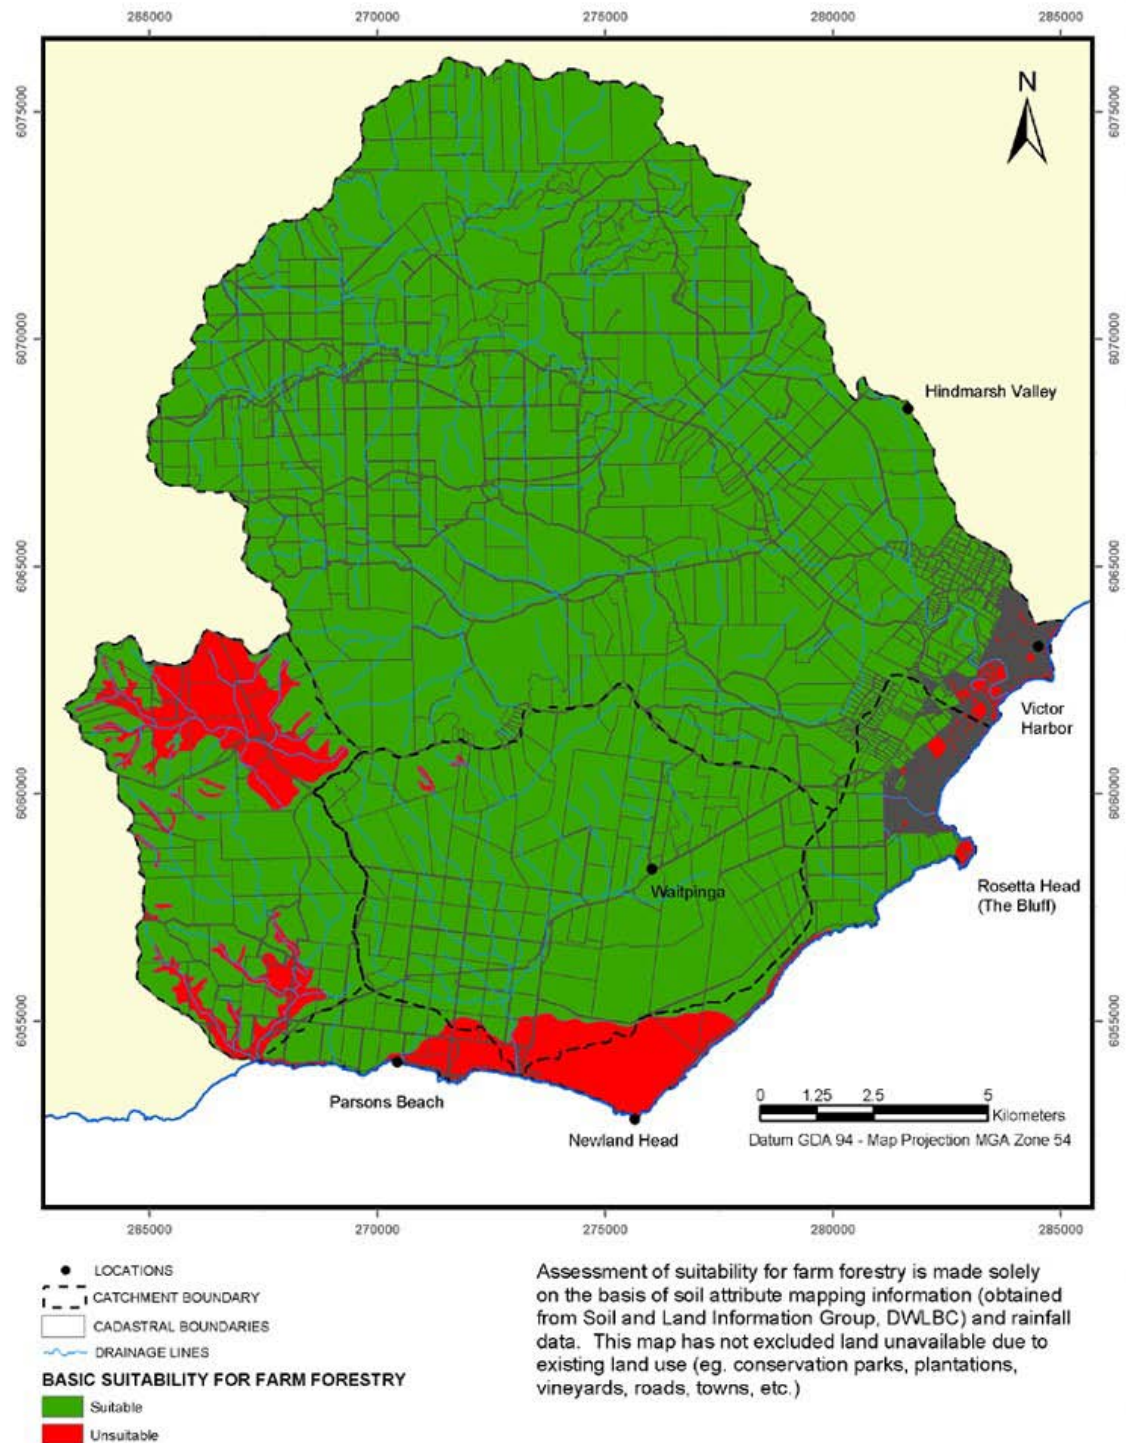 265000 270000 275000 280000 285000
N
6075000 6075000
6070000 6070000
Hindmarsh Valley
6065000 6065000
Victor
Harbor
6060000 6060000
Waitpinga
Rosetta Head
(The Bluff)
6055000 6055000
Parsons Beach
0 1.25 2.5 5
Kilometers
Newland Head
Datum GDA 94 - Map Projection MGA Zone 54
265000 270000 275000 280000 285000
LOCATIONS
CATCHMENT BOUNDARY
CADASTRAL BOUNDARIES
DRAINAGE LINES
BASIC SUITABILITY FOR FARM FORESTRY
Suitable
Unsuitable
Assessment of suitability for farm forestry is made solely
on the basis of soil attribute mapping information (obtained
from Soil and Land Information Group, DWLBC) and rainfall
data. This map has not excluded land unavailable due to
existing land use (eg. conservation parks, plantations,
vineyards, roads, towns, etc.)